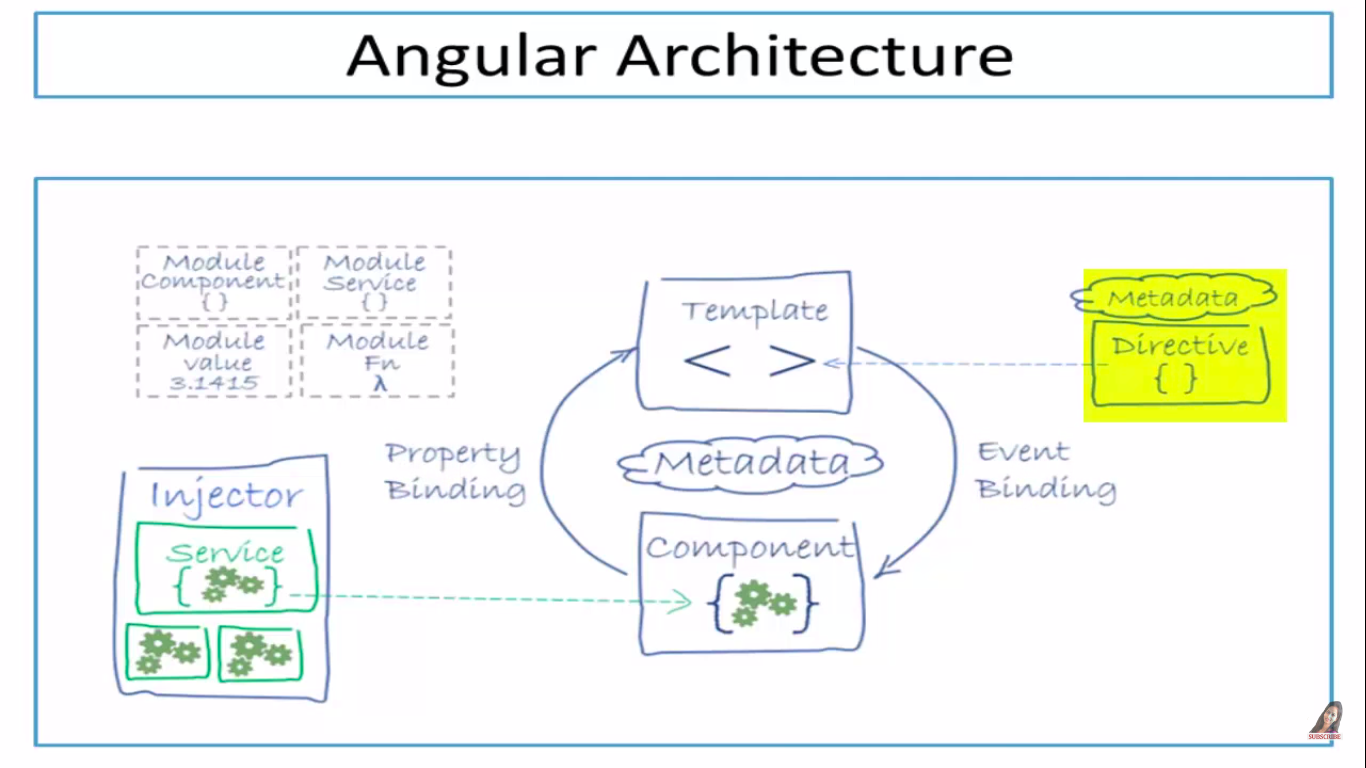 Angular Architecture
Module
Component
{ }
Module
Service
{ }
Module
value
3.1415
Module
Fn
λ
Template
< >
Metadata
Directive
{ }
Property
Binding
Metadata
Event
Binding
Injector
Service
{ }
Component
{ }
SUBSCRIBE